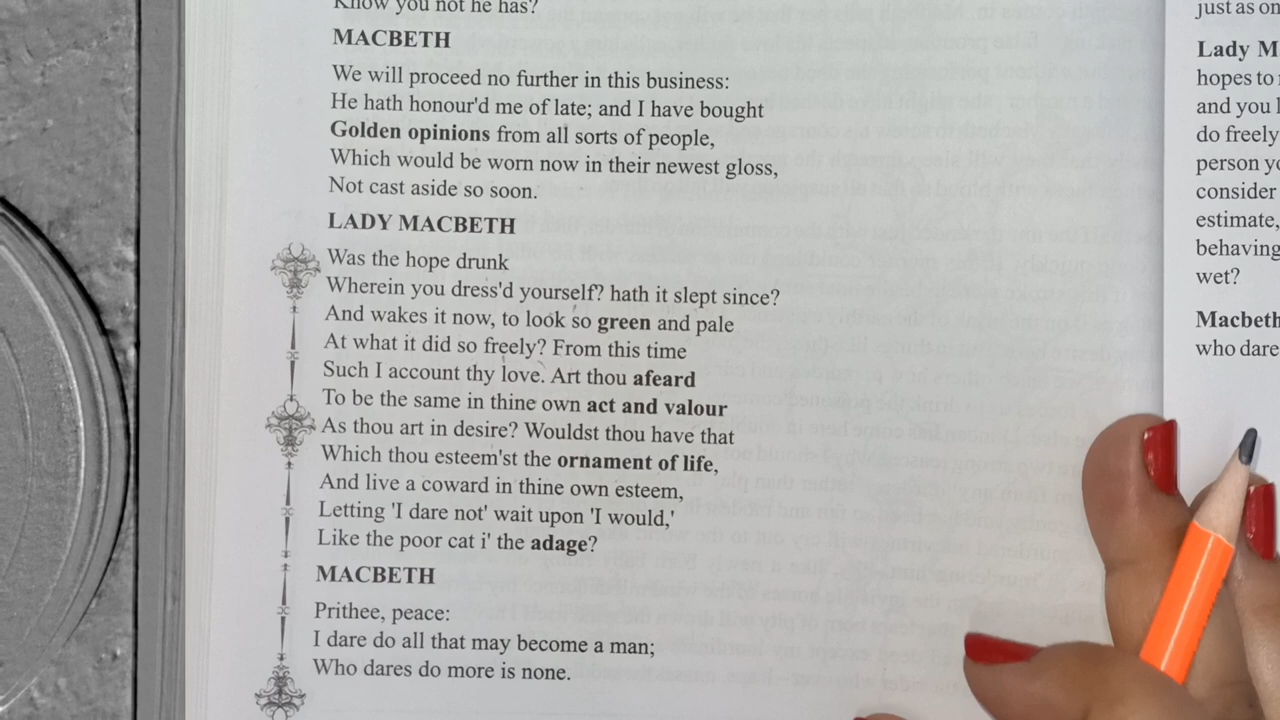 Know you not he has?
MACBETH
We will proceed no further in this business:
He hath honour'd me of late; and I have bought
Golden opinions from all sorts of people,
Which would be worn now in their newest gloss,
Not cast aside so soon.
LADY MACBETH
Was the hope drunk
Wherein you dress'd yourself? hath it slept since?
And wakes it now, to look so green and pale
At what it did so freely? From this time
Such I account thy love. Art thou afeard
To be the same in thine own act and valour
As thou art in desire? Wouldst thou have that
Which thou esteem'st the ornament of life,
And live a coward in thine own esteem,
Letting 'I dare not' wait upon 'I would,'
Like the poor cat i' the adage?
MACBETH
Prithee, peace:
I dare do all that may become a man;
Who dares do more is none.
just as
Lady
hopes to
and you
do freely
person
consider
estimate,
behaving
wet?
Macbeth
who dare